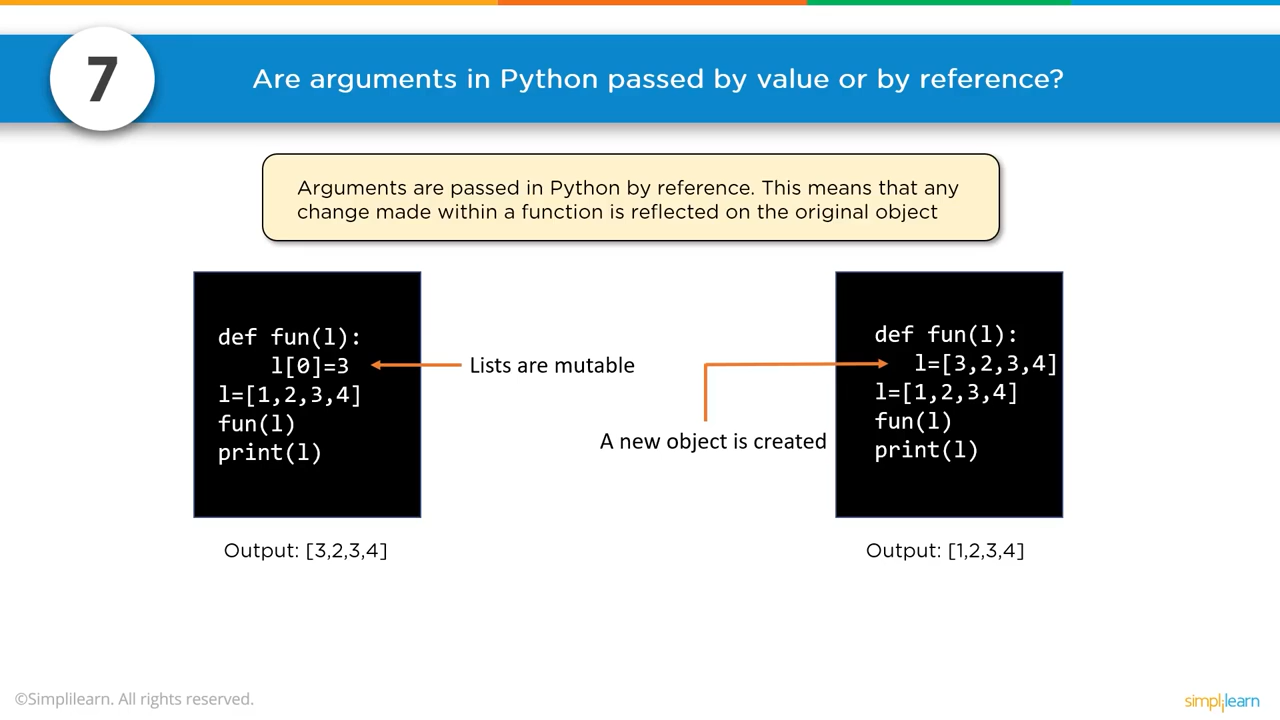 7
Are arguments in Python passed by value or by reference?
Arguments are passed in Python by reference. This means that any
change made within a function is reflected on the original object
def fun(l):
    l[0]=3
l=[1,2,3,4]
fun(l)
print(l)
Lists are mutable
Output: [3,2,3,4]
A new object is created
def fun(l):
   l=[3,2,3,4]
l=[1,2,3,4]
fun(l)
print(l)
Output: [1,2,3,4]
©Simplilearn. All rights reserved.
simplilearn